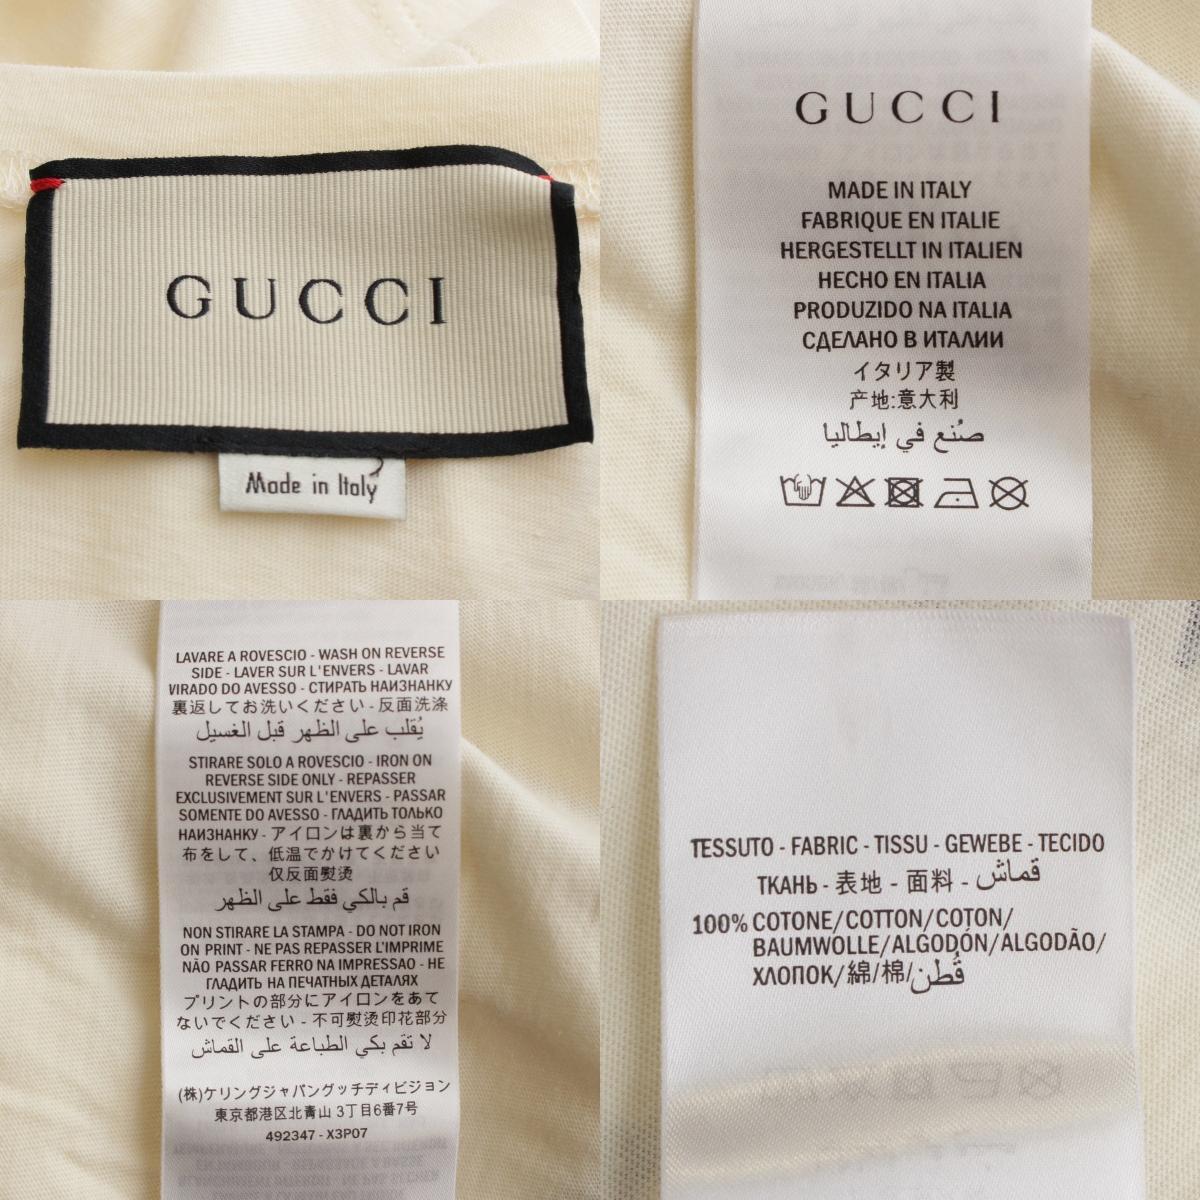 GUCCI
Made in Italy
GUCCI
MADE IN ITALY
FABRIQUE EN ITALIE
HERGESTELLT IN ITALIEN
HECHO EN ITALIA
PRODUZIDO NA ITALIA
СДЕЛАНО В ИТАЛИИ
イタリア製
产地:意大利
صُنع في إيطاليا
LAVARE A ROVESCIO - WASH ON REVERSE
SIDE - LAVER SUR L'ENVERS - LAVAR
VIRADO DO AVESSO - СТИРАТЬ НАИЗНАНКУ
裏返してお洗いください - 反面洗涤
يُقلب على الظهر قبل الغسيل
STIRARE SOLO A ROVESCIO - IRON ON
REVERSE SIDE ONLY - REPASSER
EXCLUSIVEMENT SUR L'ENVERS - PASSAR
SOMENTE DO AVESSO - ГЛАДИТЬ ТОЛЬКО
НАИЗНАНКУ - アイロンは裏から当て
布をして、低温でかけてください
仅反面熨烫
قم بالكي فقط على الظهر
NON STIRARE LA STAMPA - DO NOT IRON
ON PRINT - NE PAS REPASSER L'IMPRIME
NÃO PASSAR FERRO NA IMPRESSAO - НЕ
ГЛАДИТЬ НА ПЕЧАТНЫХ ДЕТАЛЯХ
プリントの部分にアイロンをあて
ないでください - 不可熨烫印花部分
لا تقم بكي الطباعة على القماش
(株)ケリングジャパングッチディビジョン
東京都港区北青山 3丁目6番7号
492347 - X3P07
TESSUTO - FABRIC - TISSU - GEWEBE - TECIDO
ТКАНЬ - 表地 - 面料 - قماش
100% COTONE/COTTON/COTON/
BAUMWOLLE/ALGODÓN/ALGODÃO/
ХЛОПОК/綿/棉/قُطن